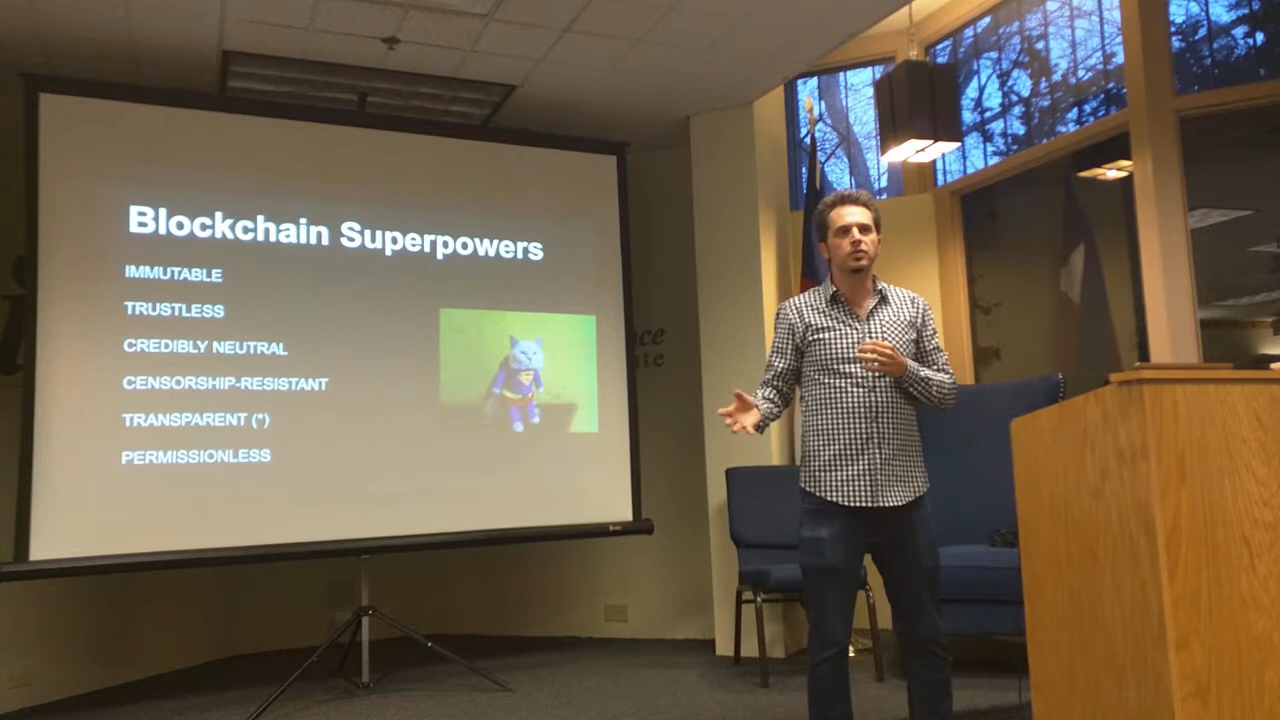 Blockchain Superpowers
IMMUTABLE
TRUSTLESS
CREDIBLY NEUTRAL
CENSORSHIP-RESISTANT
TRANSPARENT (*)
PERMISSIONLESS